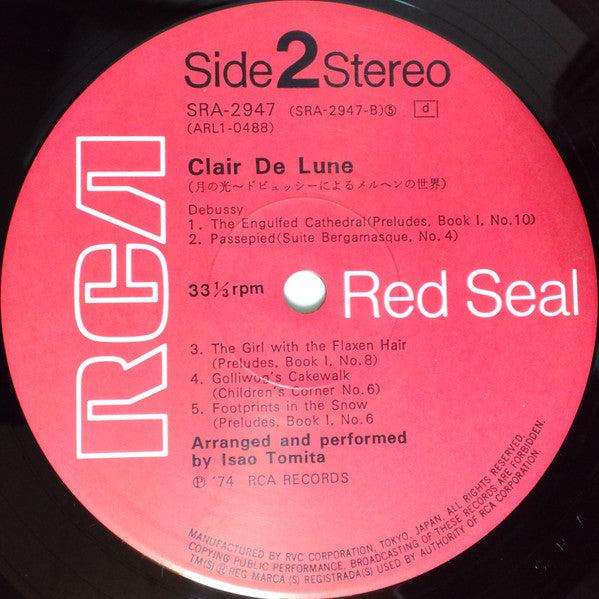 Side 2 Stereo
SRA-2947 (SRA-2947-B)⑤ d
(ARL1-0488)
Clair De Lune
(月の光〜ドビュッシーによるメルヘンの世界)
Debussy
1. The Engulfed Cathedral(Preludes, Book I, No.10)
2. Passepied(Suite Bergamasque, No. 4)
33 1/3 rpm
RCA
Red Seal
3. The Girl with the Flaxen Hair
(Preludes, Book I, No.8)
4. Golliwog's Cakewalk
(Children's Corner No.6)
5. Footprints in the Snow
(Preludes, Book I, No.6
Arranged and performed
by Isao Tomita
Ⓟ '74 RCA RECORDS
MANUFACTURED BY RVC CORPORATION, TOKYO, JAPAN. ALL RIGHTS RESERVED.
COPYING PUBLIC PERFORMANCE, BROADCASTING OF THESE RECORDS ARE FORBIDDEN.
TM(S) ® REG MARCA(S) REGISTRADA(S) USED BY AUTHORITY OF RCA CORPORATION.